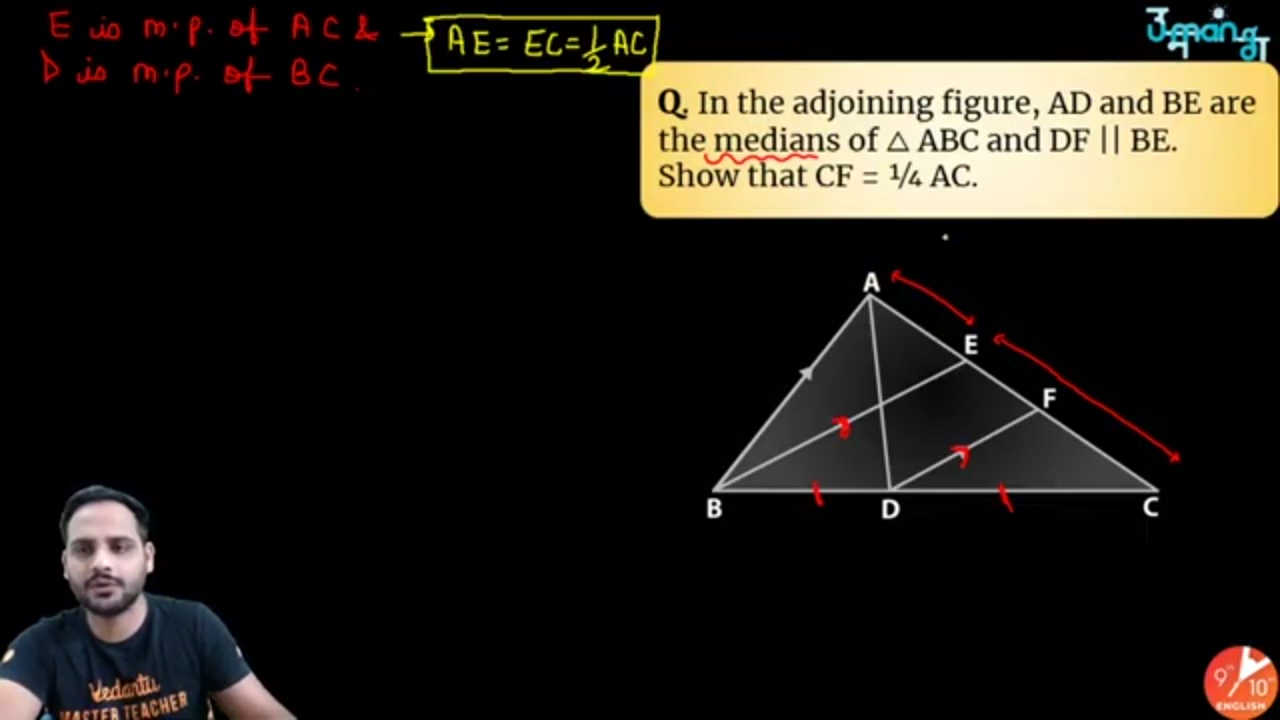 E is m.p. of AC & → AE = EC = 1/2 AC
D is m.p. of BC.
उमंग
Q. In the adjoining figure, AD and BE are
the medians of △ ABC and DF || BE.
Show that CF = ¼ AC.
A
E
F
B
D
C
Vedantu
MASTER TEACHER
9th 10th
ENGLISH